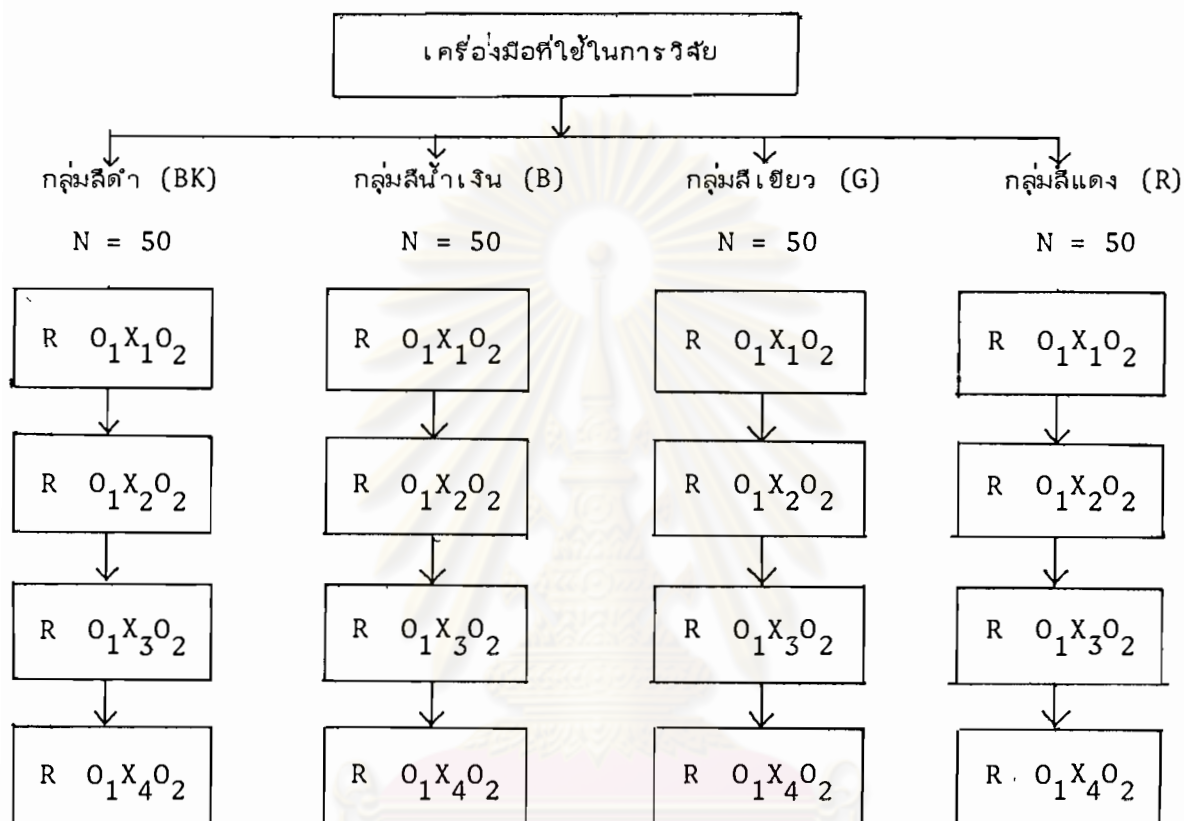 เครื่องมือที่ใช้ในการวิจัย
กลุ่มสีดำ (BK) กลุ่มสีน้ำเงิน (B) กลุ่มสีเขียว (G) กลุ่มสีแดง (R)
N = 50 N = 50 N = 50 N = 50
R O₁X₁O₂ R O₁X₁O₂ R O₁X₁O₂ R O₁X₁O₂
R O₁X₂O₂ R O₁X₂O₂ R O₁X₂O₂ R O₁X₂O₂
R O₁X₃O₂ R O₁X₃O₂ R O₁X₃O₂ R O₁X₃O₂
R O₁X₄O₂ R O₁X₄O₂ R O₁X₄O₂ R O₁X₄O₂